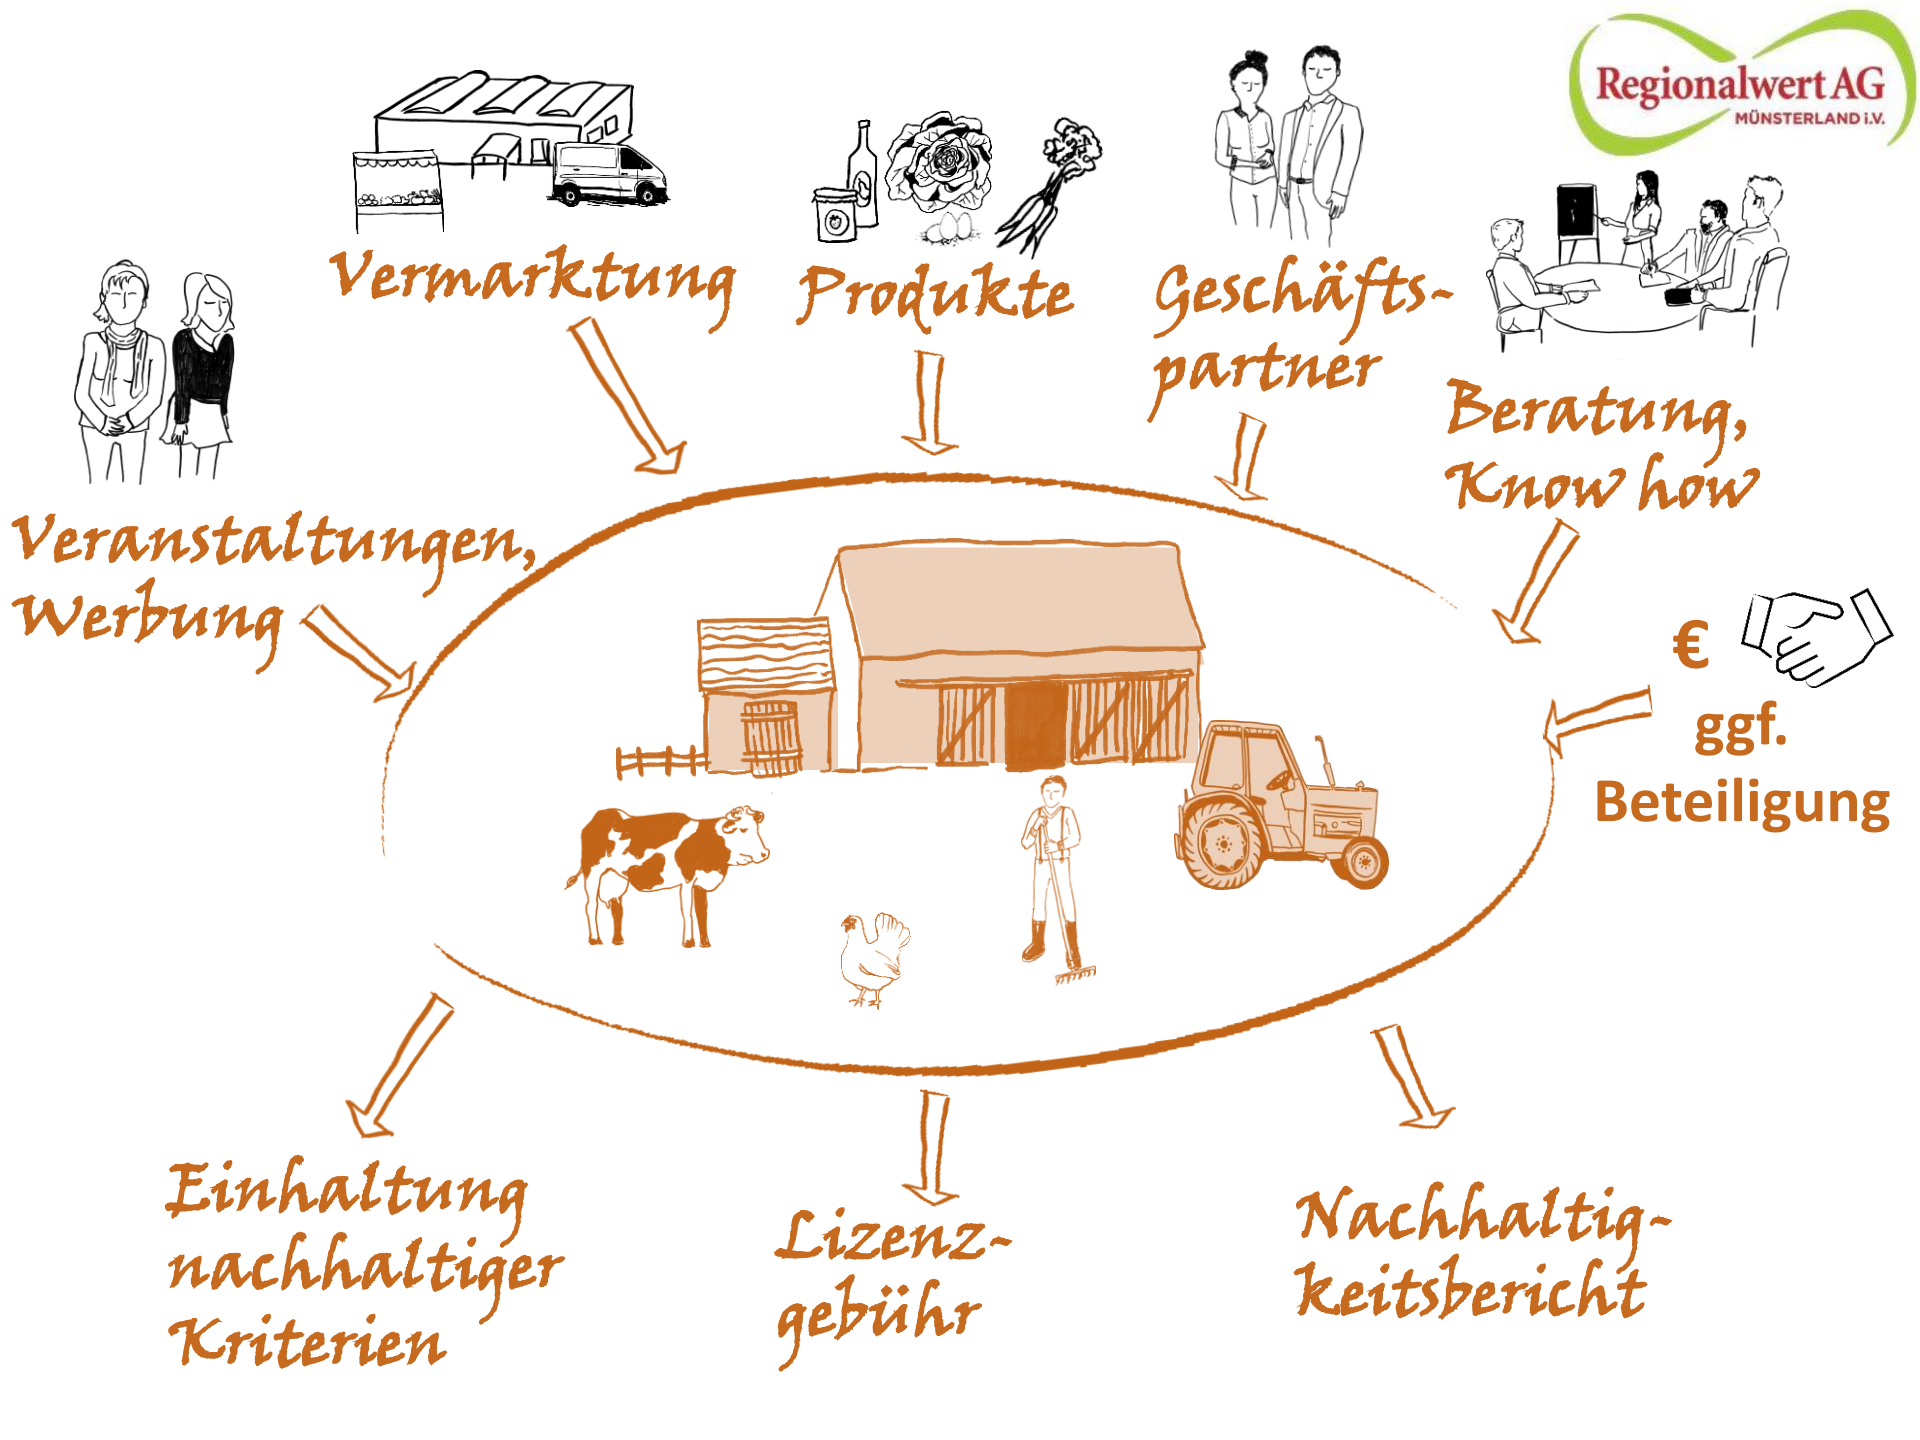 Regionalwert AG
MÜNSTERLAND i.V.
Vermarktung
Produkte
Geschäfts-
partner
Beratung,
Know how
Veranstaltungen,
Werbung
€
ggf.
Beteiligung
Einhaltung
nachhaltiger
Kriterien
Lizenz-
gebühr
Nachhaltig-
keitsbericht